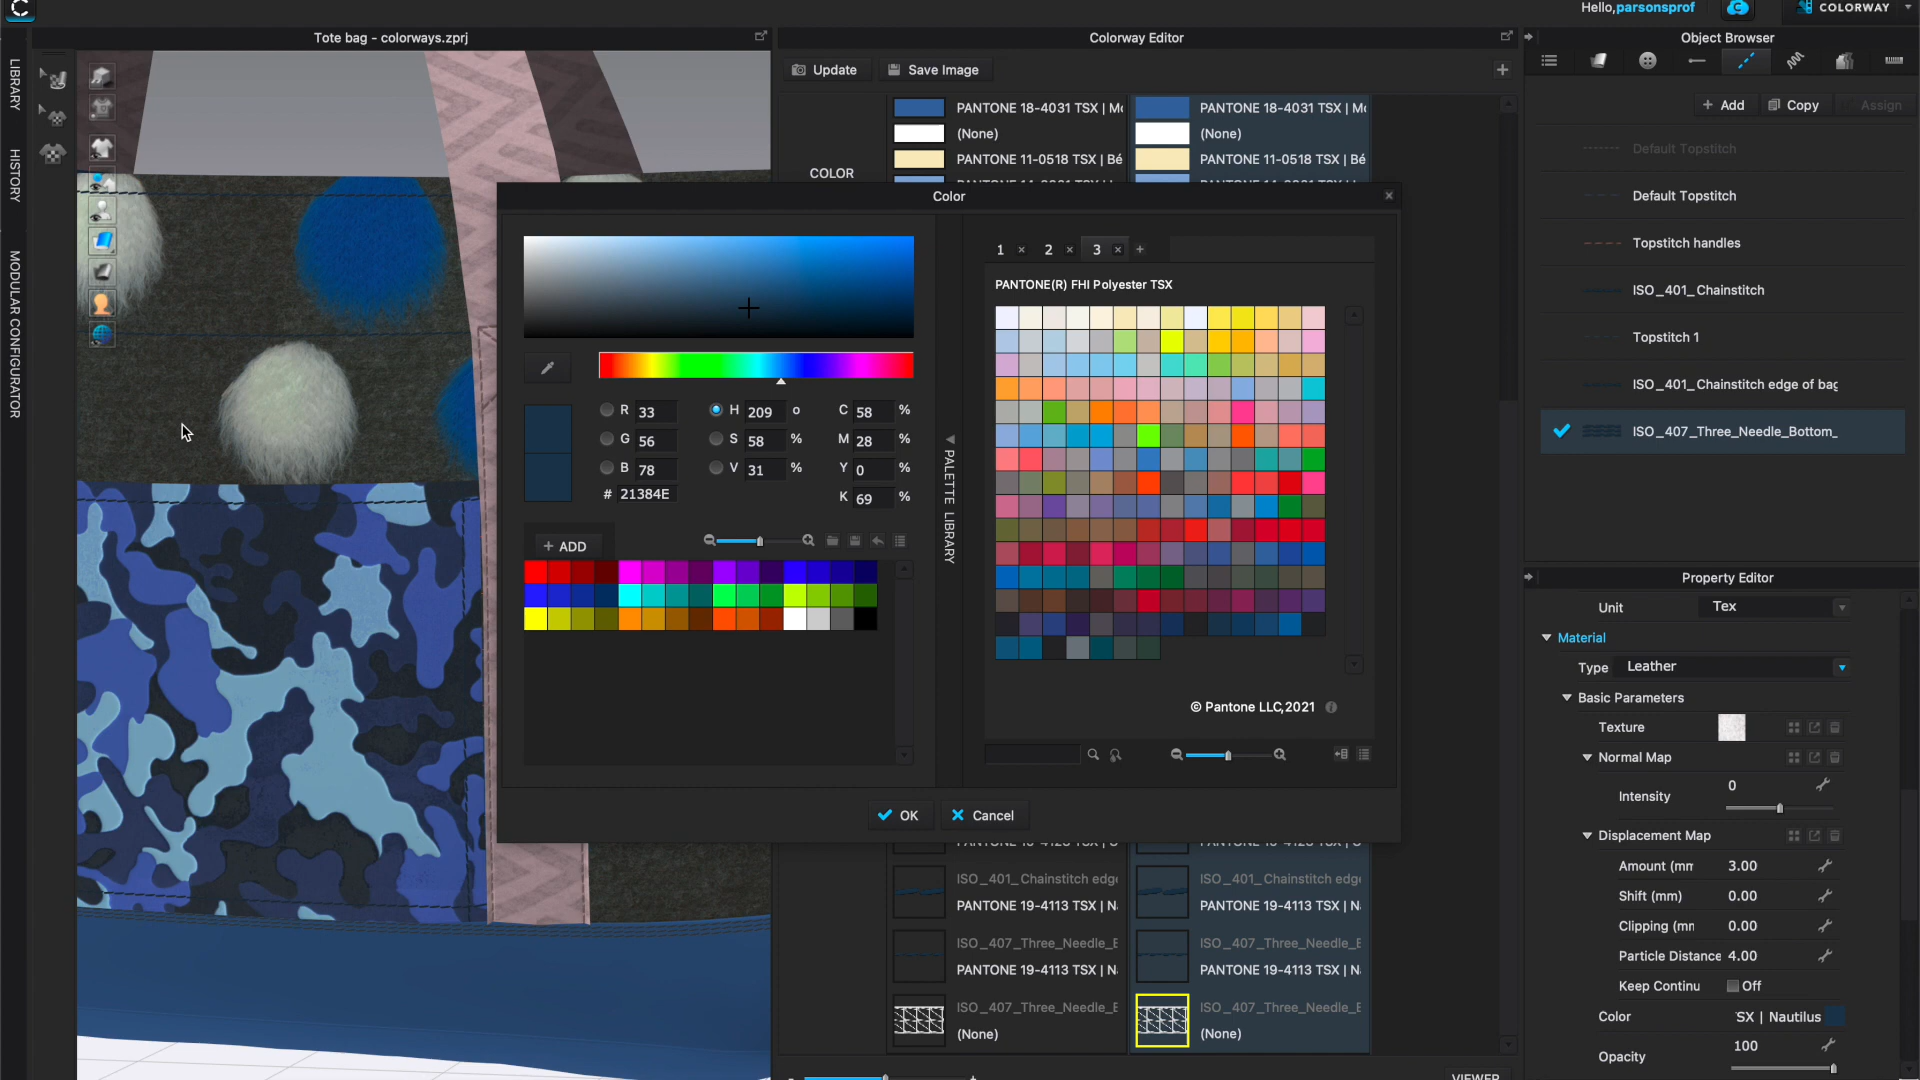 Hello,parsonsprof
COLORWAY
Tote bag - colorways.zprj
Colorway Editor
Object Browser
LIBRARY
HISTORY
MODULAR CONFIGURATOR
Update
Save Image
+ Add
Copy
Assign
COLOR
PANTONE 18-4031 TSX | Mo
(None)
PANTONE 11-0518 TSX | Bé
PANTONE 18-4031 TSX | Mo
(None)
PANTONE 11-0518 TSX | Bé
Default Topstitch
Default Topstitch
Topstitch handles
ISO_401_Chainstitch
Topstitch 1
ISO_401_Chainstitch edge of bag
ISO_407_Three_Needle_Bottom_
Color
1 × 2 × 3 × +
PANTONE(R) FHI Polyester TSX
R 33
H 209 o
C 58 %
G 56
S 58 %
M 28 %
B 78
V 31 %
Y 0 %
# 21384E
K 69 %
+ ADD
PALETTE LIBRARY
© Pantone LLC,2021
OK
Cancel
ISO_401_Chainstitch edge
PANTONE 19-4113 TSX | N
ISO_407_Three_Needle_E
PANTONE 19-4113 TSX | N
ISO_407_Three_Needle_E
(None)
ISO_401_Chainstitch edge
PANTONE 19-4113 TSX | N
ISO_407_Three_Needle_E
PANTONE 19-4113 TSX | N
ISO_407_Three_Needle_E
(None)
VIEWER
Property Editor
Unit Tex
Material
Type Leather
Basic Parameters
Texture
Normal Map
Intensity 0
Displacement Map
Amount (mm 3.00
Shift (mm) 0.00
Clipping (mm 0.00
Particle Distance 4.00
Keep Continu Off
Color SX | Nautilus
Opacity 100